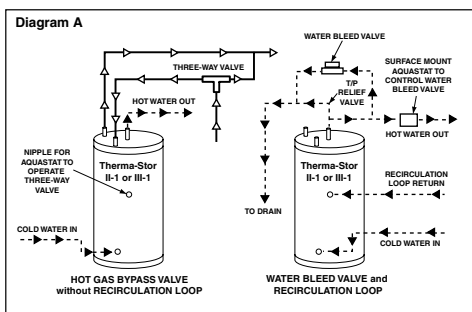 Diagram A
THREE-WAY VALVE
HOT WATER OUT
NIPPLE FOR
AQUASTAT TO
OPERATE
THREE-WAY
VALVE
Therma-Stor
II-1 or III-1
COLD WATER IN
HOT GAS BYPASS VALVE
without RECIRCULATION LOOP
WATER BLEED VALVE
SURFACE MOUNT
AQUASTAT TO
CONTROL WATER
BLEED VALVE
T/P
RELIEF
VALVE
HOT WATER OUT
Therma-Stor
II-1 or III-1
RECIRCULATION
LOOP RETURN
TO DRAIN
COLD WATER IN
WATER BLEED VALVE and
RECIRCULATION LOOP